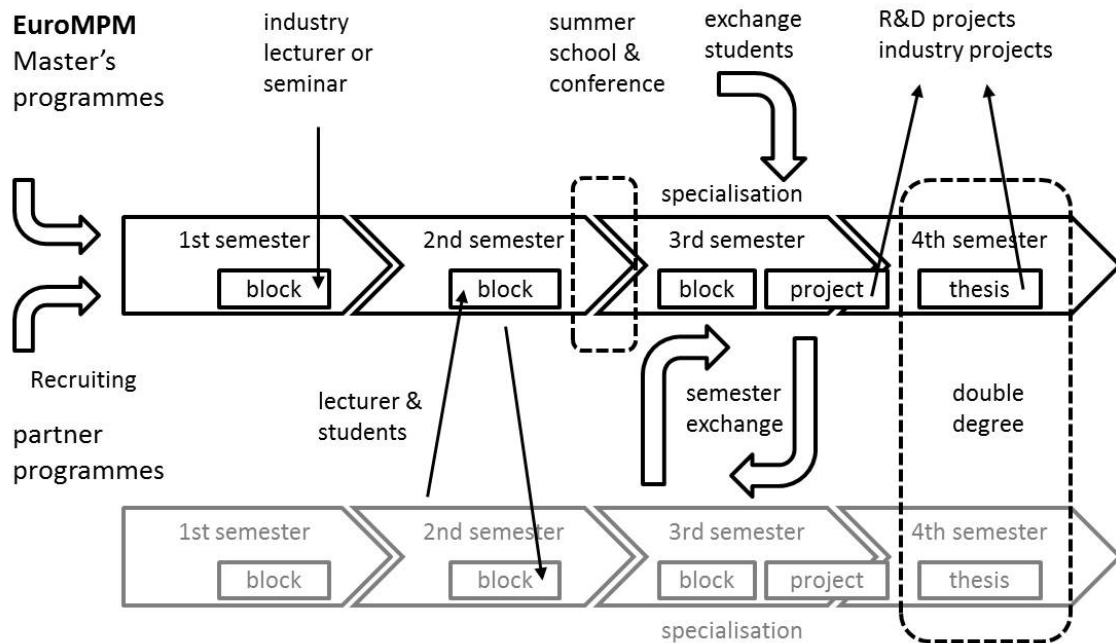 EuroMPM
Master's
programmes
industry
lecturer or
seminar
summer
school &
conference
exchange
students
R&D projects
industry projects
specialisation
1st semester
2nd semester
3rd semester
4th semester
block
block
block
project
thesis
Recruiting
partner
programmes
lecturer &
students
semester
exchange
double
degree
1st semester
2nd semester
3rd semester
4th semester
block
block
block
project
thesis
specialisation